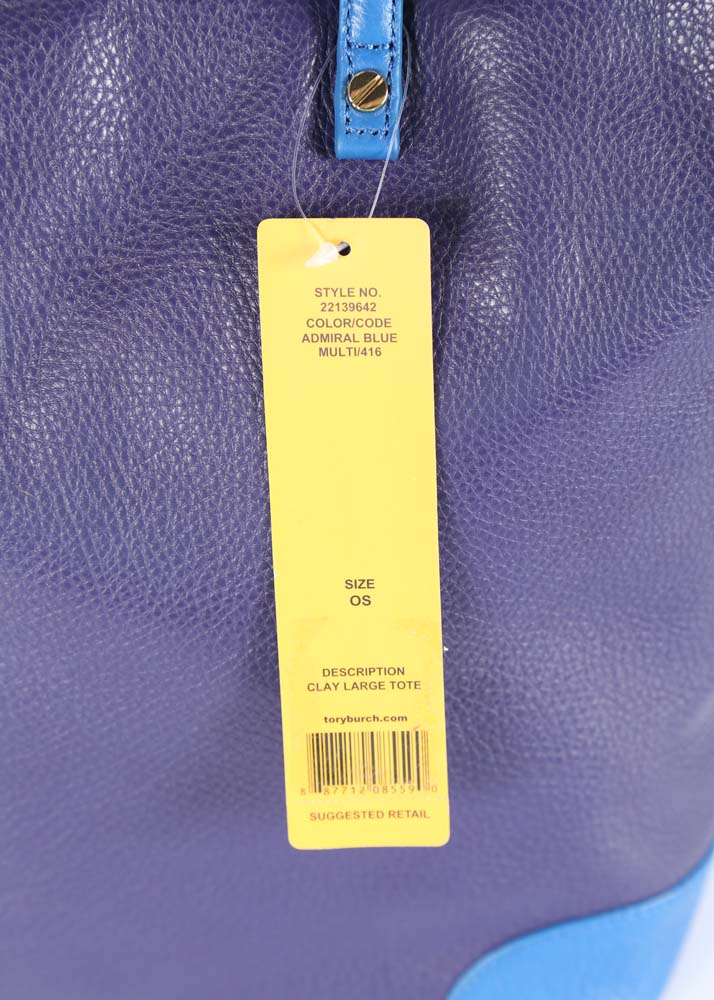 STYLE NO.
22139642
COLOR/CODE
ADMIRAL BLUE
MULTI/416
SIZE
OS
DESCRIPTION
CLAY LARGE TOTE
toryburch.com
8 87712 08559 0
SUGGESTED RETAIL